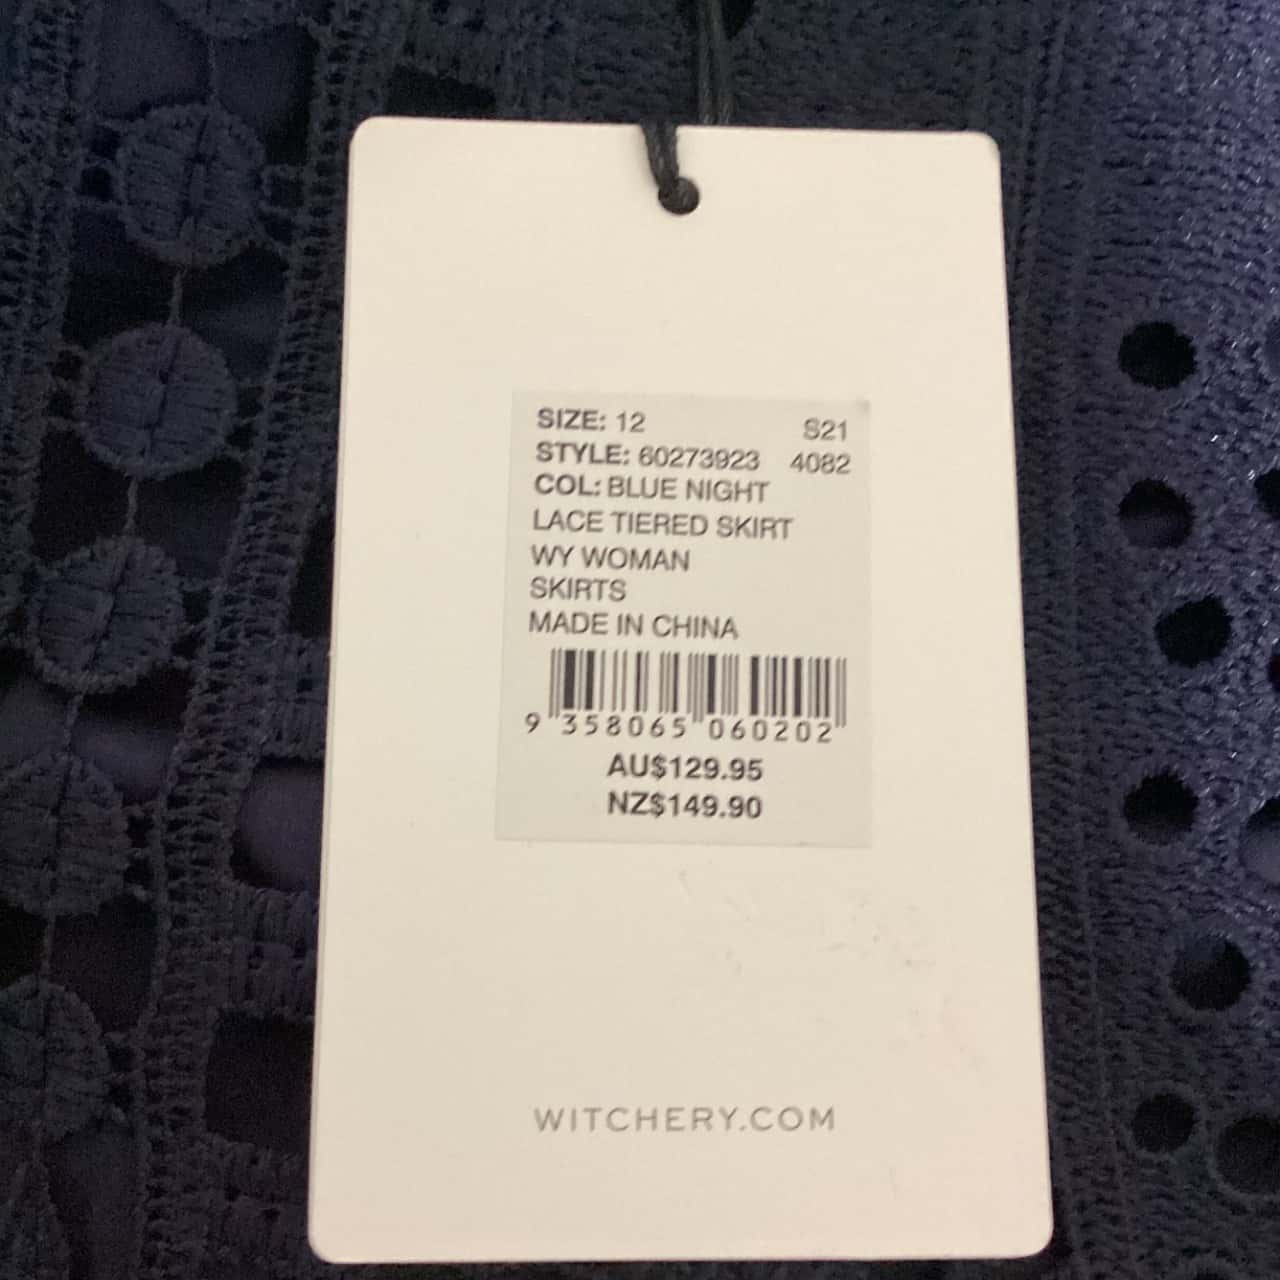 SIZE: 12 S21
STYLE: 60273923 4082
COL: BLUE NIGHT
LACE TIERED SKIRT
WY WOMAN
SKIRTS
MADE IN CHINA
9 358065 060202
AU$129.95
NZ$149.90
WITCHERY.COM